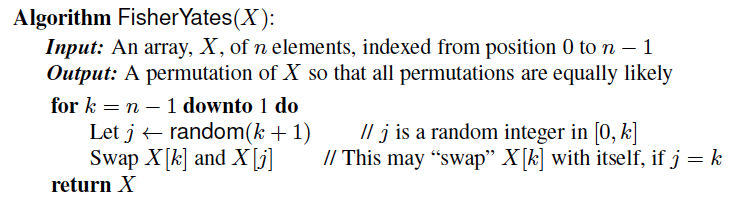 Algorithm FisherYates(X):
Input: An array, X, of n elements, indexed from position 0 to n − 1
Output: A permutation of X so that all permutations are equally likely
for k = n − 1 downto 1 do
Let j ← random(k + 1) // j is a random integer in [0, k]
Swap X[k] and X[j] // This may “swap” X[k] with itself, if j = k
return X